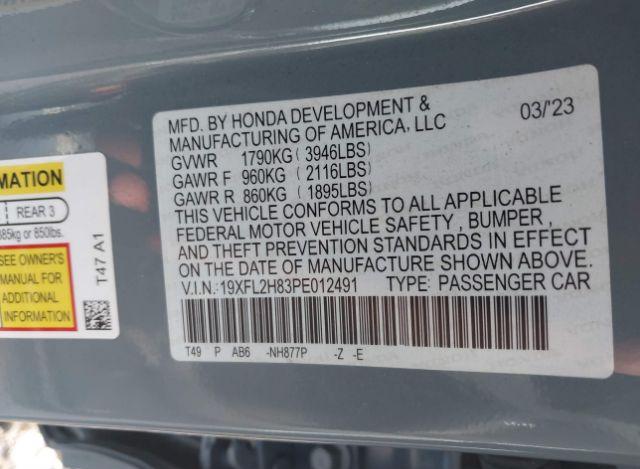 MATION
REAR 3
385kg or 850lbs.
SEE OWNER'S
MANUAL FOR
ADDITIONAL
INFORMATION
T47 A1
MFD. BY HONDA DEVELOPMENT & 03/'23
MANUFACTURING OF AMERICA, LLC
GVWR 1790KG (3946LBS)
GAWR F 960KG (2116LBS)
GAWR R 860KG (1895LBS)
THIS VEHICLE CONFORMS TO ALL APPLICABLE
FEDERAL MOTOR VEHICLE SAFETY, BUMPER,
AND THEFT PREVENTION STANDARDS IN EFFECT
ON THE DATE OF MANUFACTURE SHOWN ABOVE.
V.I.N.: 19XFL2H83PE012491 TYPE: PASSENGER CAR
T49 P AB6 -NH877P -Z -E